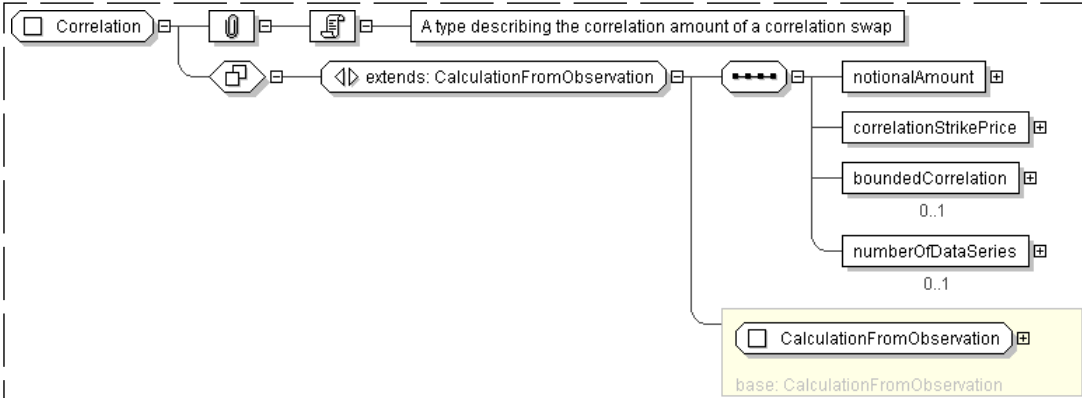 Correlation
A type describing the correlation amount of a correlation swap
extends: CalculationFromObservation
notionalAmount
correlationStrikePrice
boundedCorrelation
0..1
numberOfDataSeries
0..1
CalculationFromObservation
base: CalculationFromObservation